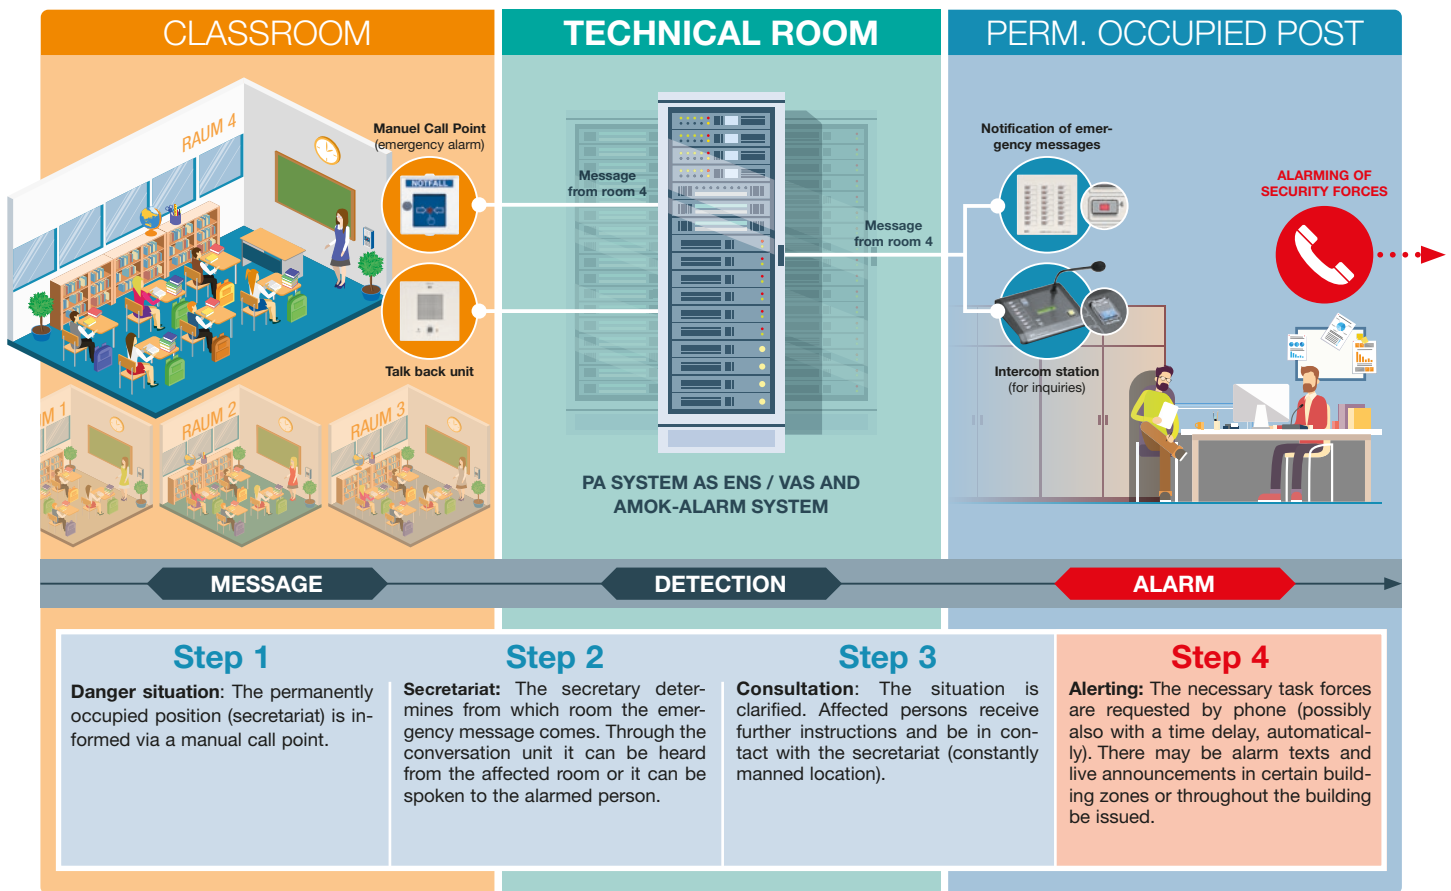 CLASSROOM
TECHNICAL ROOM
PERM. OCCUPIED POST
RAUM 4
Manuel Call Point
(emergency alarm)
NOTFALL
Talk back unit
M 1
RAUM 2
RAUM 3
Message
from room 4
Message
from room 4
PA SYSTEM AS ENS / VAS AND
AMOK-ALARM SYSTEM
Notification of emer-
gency messages
Intercom station
(for inquiries)
ALARMING OF
SECURITY FORCES
MESSAGE
DETECTION
ALARM
Step 1
Danger situation: The permanently
occupied position (secretariat) is in-
formed via a manual call point.
Step 2
Secretariat: The secretary deter-
mines from which room the emer-
gency message comes. Through the
conversation unit it can be heard
from the affected room or it can be
spoken to the alarmed person.
Step 3
Consultation: The situation is
clarified. Affected persons receive
further instructions and be in con-
tact with the secretariat (constantly
manned location).
Step 4
Alerting: The necessary task forces
are requested by phone (possibly
also with a time delay, automatical-
ly). There may be alarm texts and
live announcements in certain build-
ing zones or throughout the building
be issued.